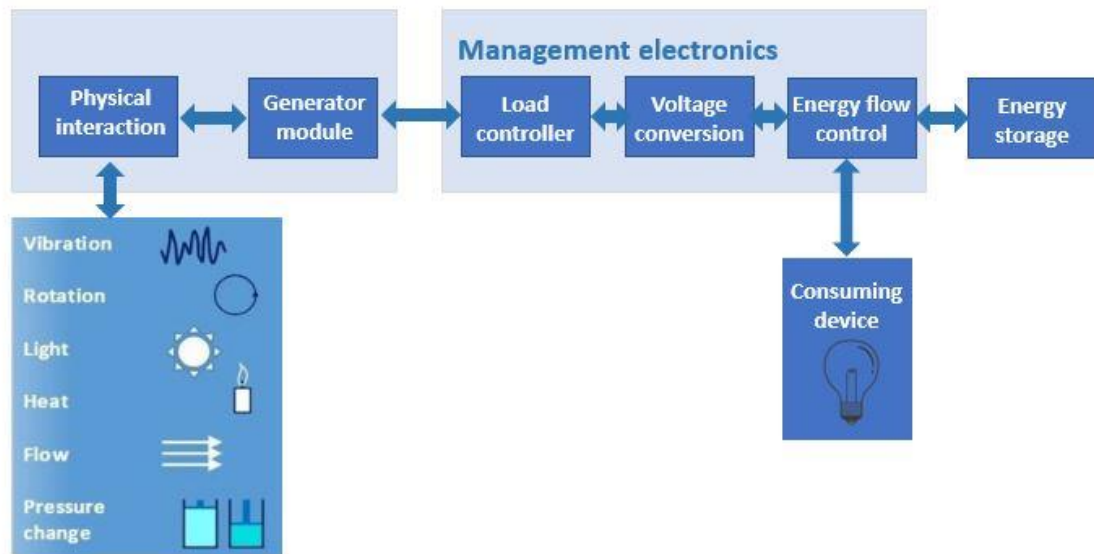 Management electronics
Physical
interaction
Generator
module
Load
controller
Voltage
conversion
Energy flow
control
Energy
storage
Vibration
Rotation
Light
Heat
Flow
Pressure
change
Consuming
device